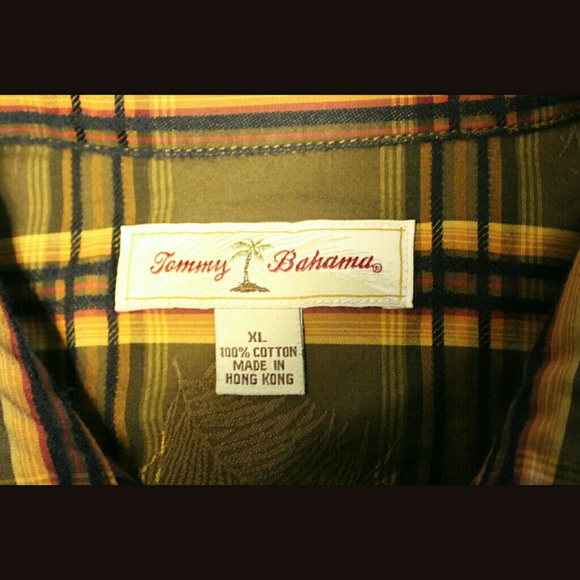 Tommy Bahama®
XL
100% COTTON
MADE IN
HONG KONG